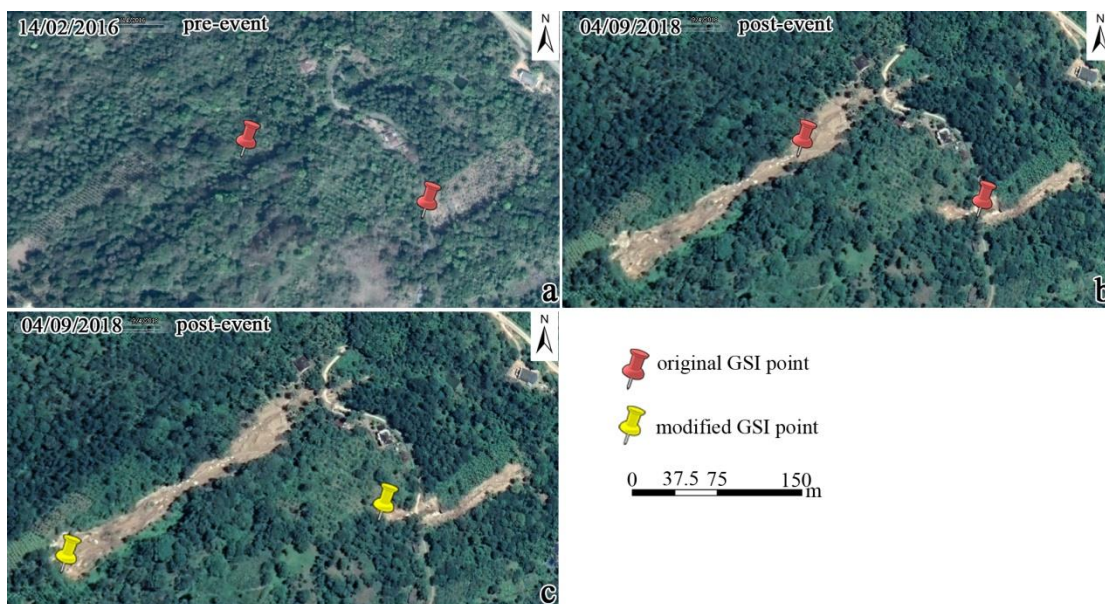 14/02/2016 pre-event
N
a
04/09/2018 post-event
N
b
04/09/2018 post-event
N
c
original GSI point
modified GSI point
0 37.5 75 150
m